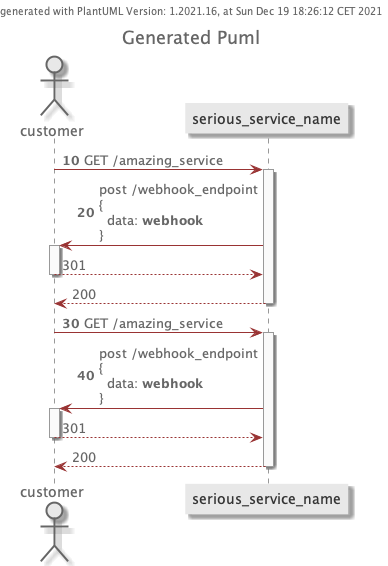 generated with PlantUML Version: 1.2021.16, at Sun Dec 19 18:26:12 CET 2021
Generated Puml
customer
serious_service_name
10 GET /amazing_service
post /webhook_endpoint
20 {
data: webhook
}
301
200
30 GET /amazing_service
post /webhook_endpoint
40 {
data: webhook
}
301
200
customer
serious_service_name